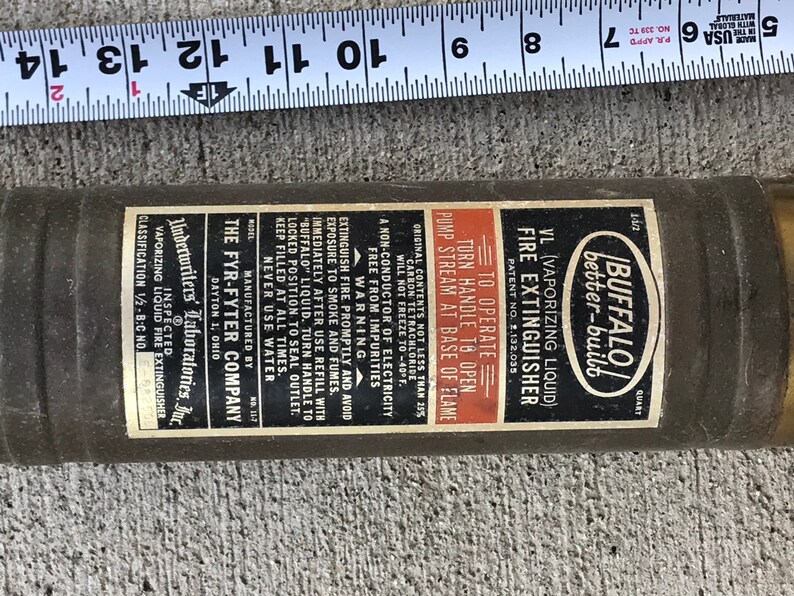 1-1/2 QUART
BUFFALO
better-built
VL (VAPORIZING LIQUID)
FIRE EXTINGUISHER
PATENT NO. 2,132,035
TO OPERATE
TURN HANDLE TO OPEN
PUMP STREAM AT BASE OF FLAME
ORIGINAL CONTENTS NOT LESS THAN
CARBON TETRACHLORIDE
WILL NOT FREEZE TO -40°F.
A NON-CONDUCTOR OF ELECTRICITY
FREE FROM IMPURITIES
WARNING
EXTINGUISH FIRE PROMPTLY AND AVOID
EXPOSURE TO SMOKE AND FUMES.
IMMEDIATELY AFTER USE REFILL WITH
"BUFFALO" LIQUID. TURN HANDLE TO
LOCKED POSITION, TO SEAL OUTLET.
KEEP FILLED AT ALL TIMES.
NEVER USE WATER
MODEL MANUFACTURED BY NO. 11-7
THE FYR-FYTER COMPANY
DAYTON 1, OHIO
Underwriters' Laboratories, Inc.
®
INSPECTED
VAPORIZING LIQUID FIRE EXTINGUISHER
CLASSIFICATION 1/2-B:C NO
14 13 12 11 10 9 8 7 6 5
2 1 1F
P.R. APP'D
NO. 339 TC
MADE IN THE
USA WITH GLOBAL
MATERIALS